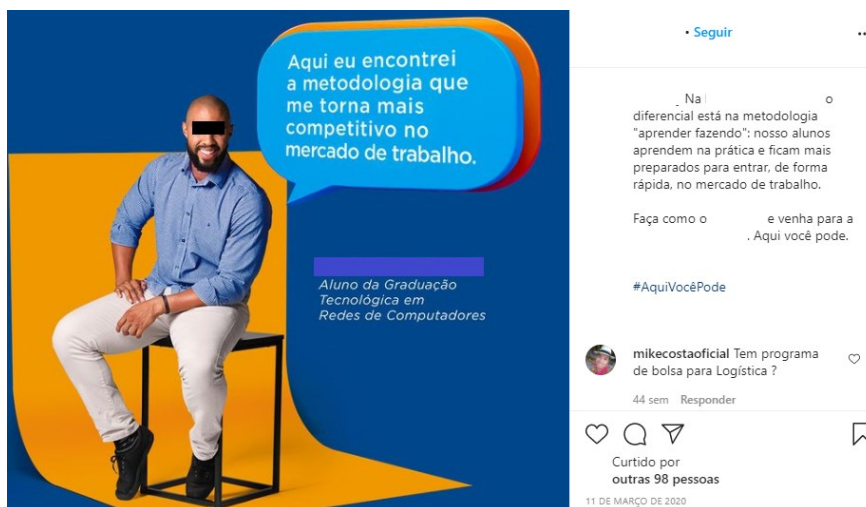 Aqui eu encontrei
a metodologia que
me torna mais
competitivo no
mercado de trabalho.
Aluno da Graduação
Tecnológica em
Redes de Computadores
• Seguir
Na o
diferencial está na metodologia
"aprender fazendo": nosso alunos
aprendem na prática e ficam mais
preparados para entrar, de forma
rápida, no mercado de trabalho.
Faça como o e venha para a
. Aqui você pode.
#AquiVocêPode
mikecostaoficial Tem programa
de bolsa para Logística ?
44 sem Responder
Curtido por
outras 98 pessoas
11 DE MARÇO DE 2020